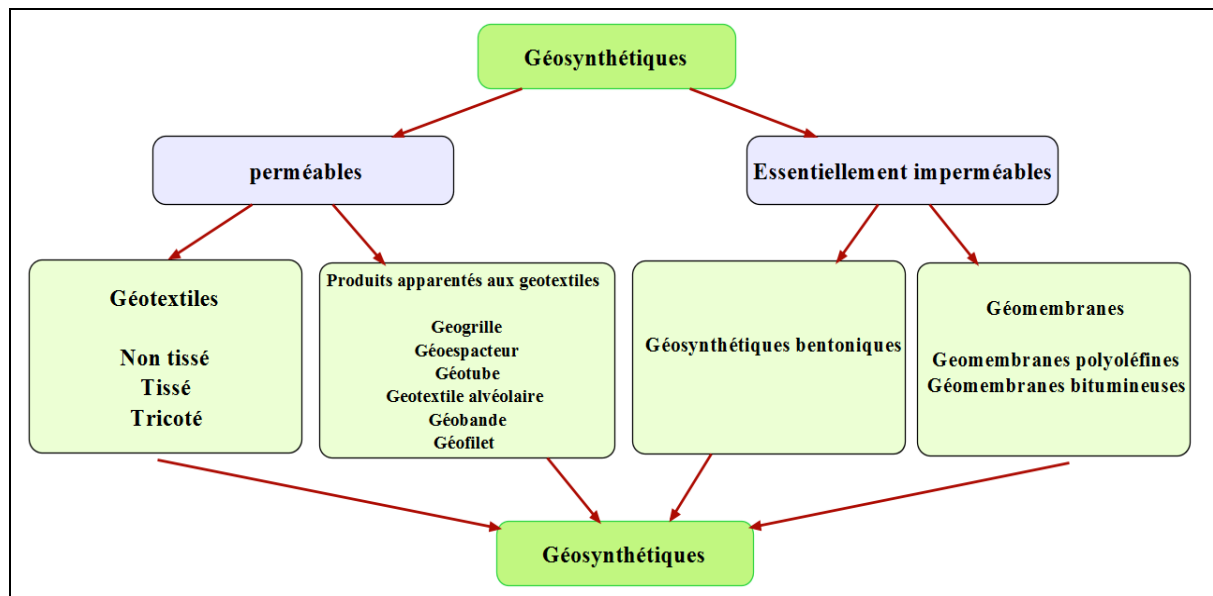 Géosynthétiques
perméables
Essentiellement imperméables
Géotextiles
Non tissé
Tissé
Tricoté
Produits apparentés aux geotextiles
Geogrille
Géoespacteur
Géotube
Geotextile alvéolaire
Géobande
Géofilet
Géosynthétiques bentoniques
Géomembranes
Geomembranes polyoléfines
Géomembranes bitumineuses
Géosynthétiques